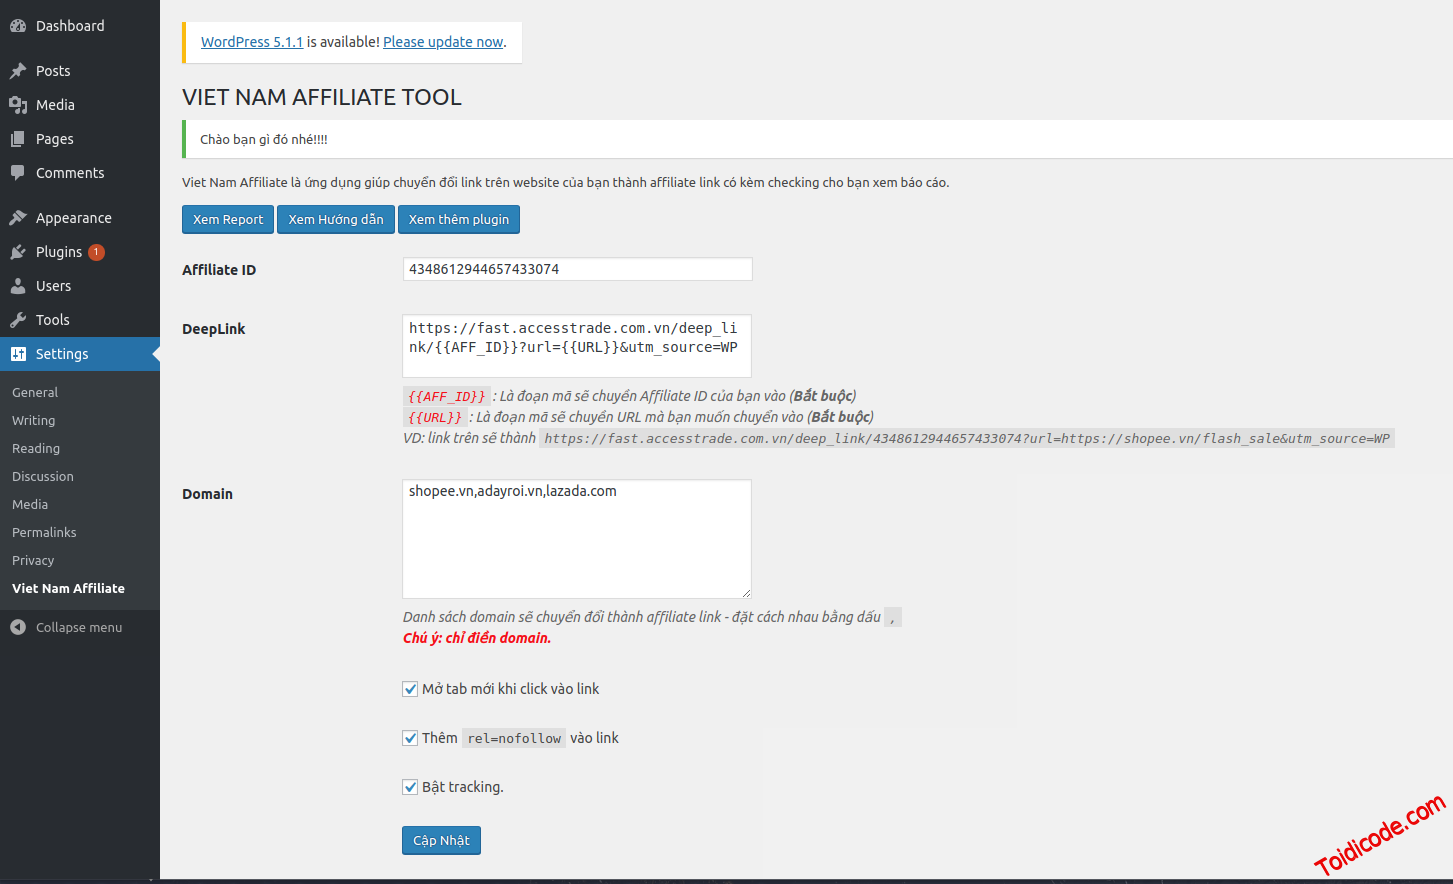 Dashboard
Posts
Media
Pages
Comments
Appearance
Plugins 1
Users
Tools
Settings
General
Writing
Reading
Discussion
Media
Permalinks
Privacy
Viet Nam Affiliate
Collapse menu
WordPress 5.1.1 is available! Please update now.
VIET NAM AFFILIATE TOOL
Chào bạn gì đó nhé!!!!
Viet Nam Affiliate là ứng dụng giúp chuyển đổi link trên website của bạn thành affiliate link có kèm checking cho bạn xem báo cáo.
Xem Report Xem Hướng dẫn Xem thêm plugin
Affiliate ID 4348612944657433074
DeepLink https://fast.accesstrade.com.vn/deep_li
nk/{{AFF_ID}}?url={{URL}}&utm_source=WP
{{AFF_ID}} : Là đoạn mã sẽ chuyền Affiliate ID của bạn vào (Bắt buộc)
{{URL}} : Là đoạn mã sẽ chuyền URL mà bạn muốn chuyển vào (Bắt buộc)
VD: link trên sẽ thành https://fast.accesstrade.com.vn/deep_link/4348612944657433074?url=https://shopee.vn/flash_sale&utm_source=WP
Domain shopee.vn,adayroi.vn,lazada.com
Danh sách domain sẽ chuyển đổi thành affiliate link - đặt cách nhau bằng dấu ,
Chú ý: chỉ điền domain.
Mở tab mới khi click vào link
Thêm rel=nofollow vào link
Bật tracking.
Cập Nhật
Toidicode.com